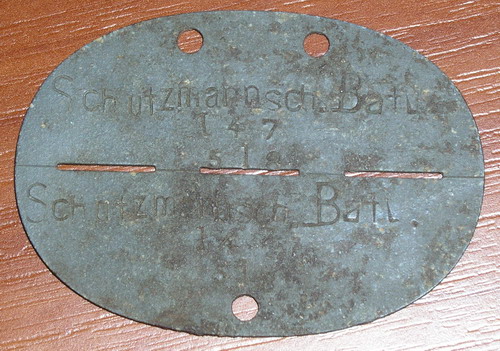 Schutzmannsch. Batl.
147
518
Schutzmannsch. Batl.